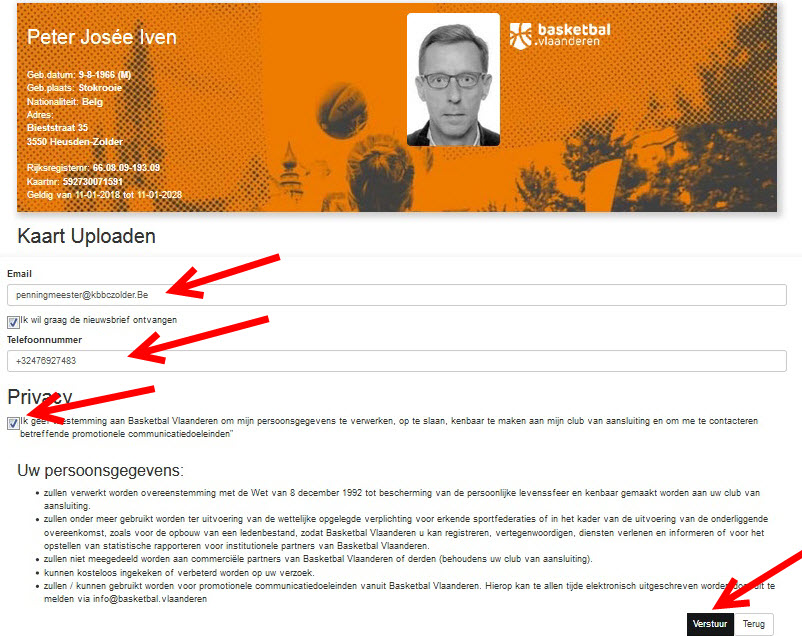 Peter Josée Iven
basketbal
.vlaanderen
Geb.datum: 9-8-1966 (M)
Geb.plaats: Stokrooie
Nationaliteit: Belg
Adres:
Bieststraat 35
3550 Heusden-Zolder
Rijksregisternr: 66.08.09-193.09
Kaartnr: 592730071591
Geldig van 11-01-2018 tot 11-01-2028
Kaart Uploaden
Email
penningmeester@kbbczolder.Be
Ik wil graag de nieuwsbrief ontvangen
Telefoonnummer
+32476927483
Privacy
Ik geef toestemming aan Basketbal Vlaanderen om mijn persoonsgegevens te verwerken, op te slaan, kenbaar te maken aan mijn club van aansluiting en om me te contacteren
betreffende promotionele communicatiedoeleinden"
Uw persoonsgegevens:
• zullen verwerkt worden overeenstemming met de Wet van 8 december 1992 tot bescherming van de persoonlijke levenssfeer en kenbaar gemaakt worden aan uw club van
aansluiting.
• zullen onder meer gebruikt worden ter uitvoering van de wettelijke opgelegde verplichting voor erkende sportfederaties of in het kader van de uitvoering van de onderliggende
overeenkomst, zoals voor de opbouw van een ledenbestand, zodat Basketbal Vlaanderen u kan registreren, vertegenwoordigen, diensten verlenen en informeren of voor het
opstellen van statistische rapporteren voor institutionele partners van Basketbal Vlaanderen.
• zullen niet meegedeeld worden aan commerciële partners van Basketbal Vlaanderen of derden (behoudens uw club van aansluiting).
• kunnen kosteloos ingekeken of verbeterd worden op uw verzoek.
• zullen / kunnen gebruikt worden voor promotionele communicatiedoeleinden vanuit Basketbal Vlaanderen. Hierop kan te allen tijde elektronisch uitgeschreven worden door dit te
melden via info@basketbal.vlaanderen
Verstuur Terug